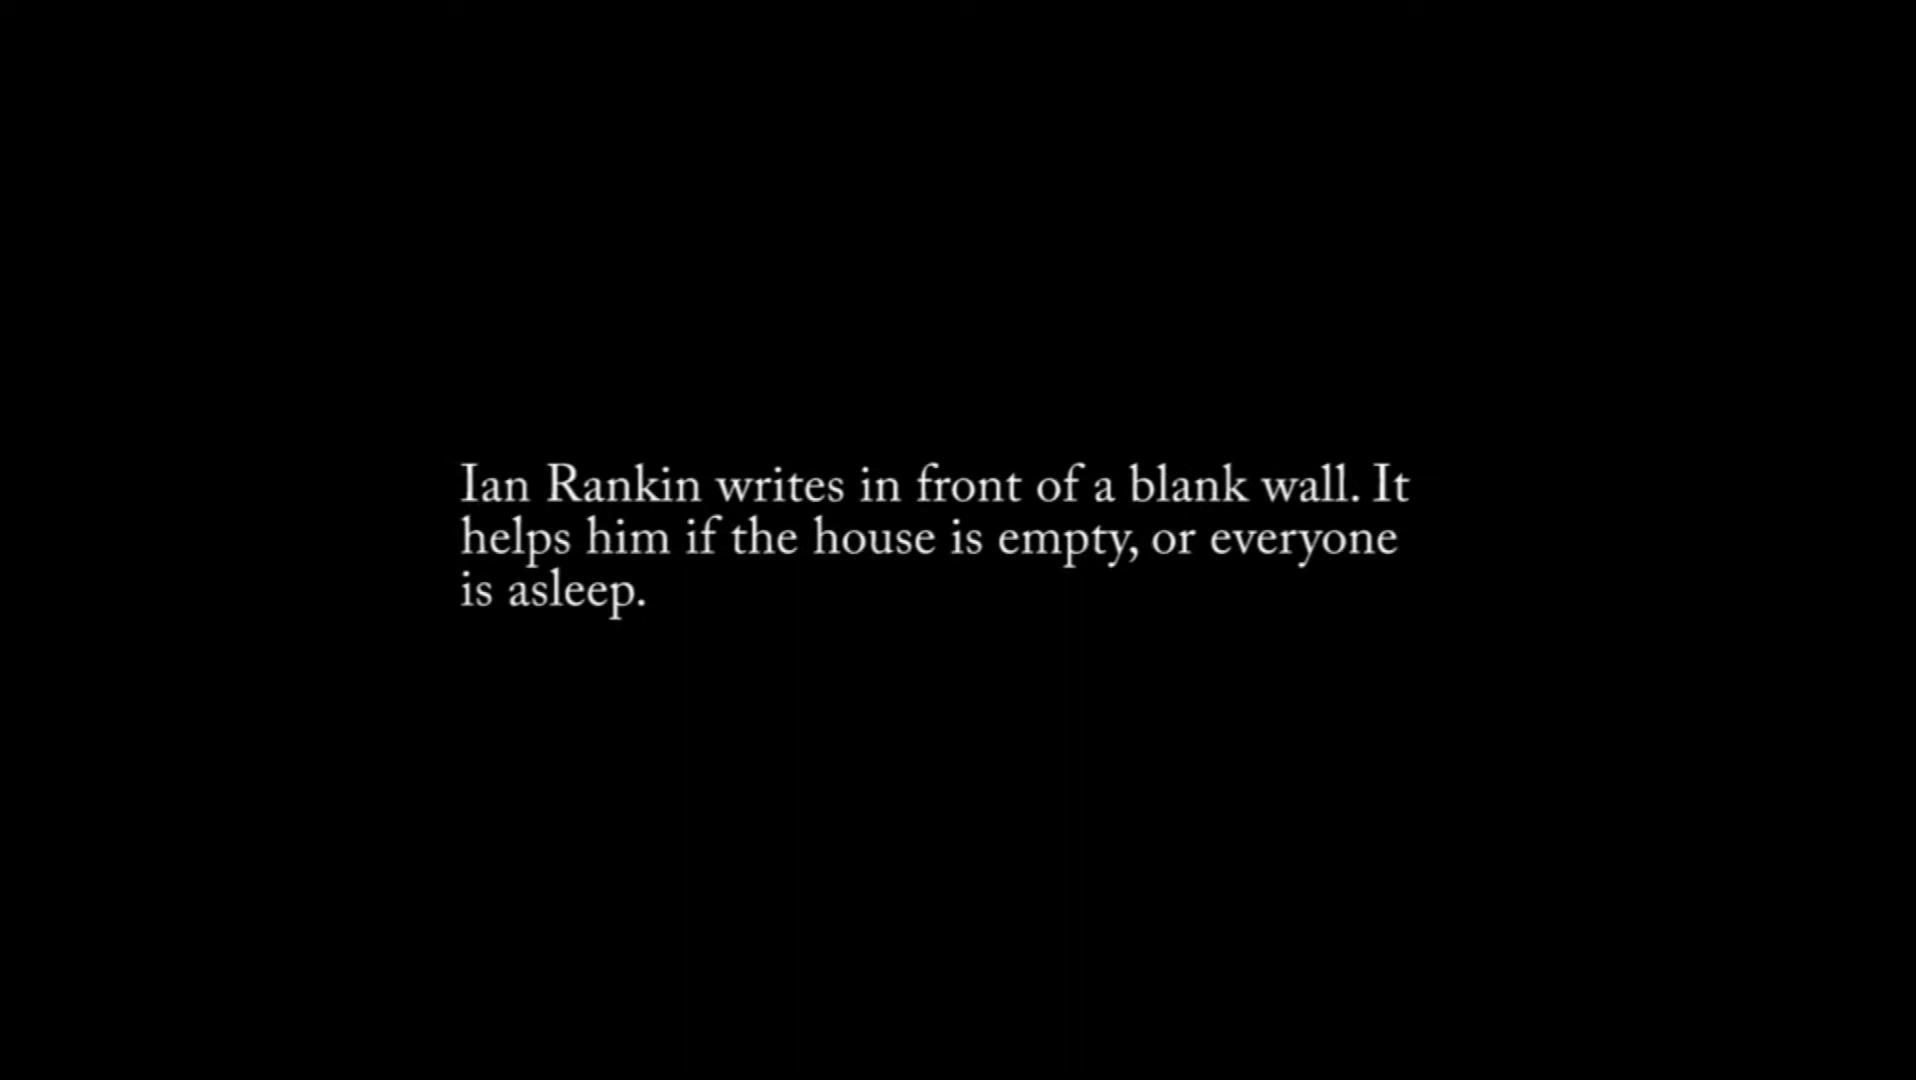 Ian Rankin writes in front of a blank wall. It
helps him if the house is empty, or everyone
is asleep.